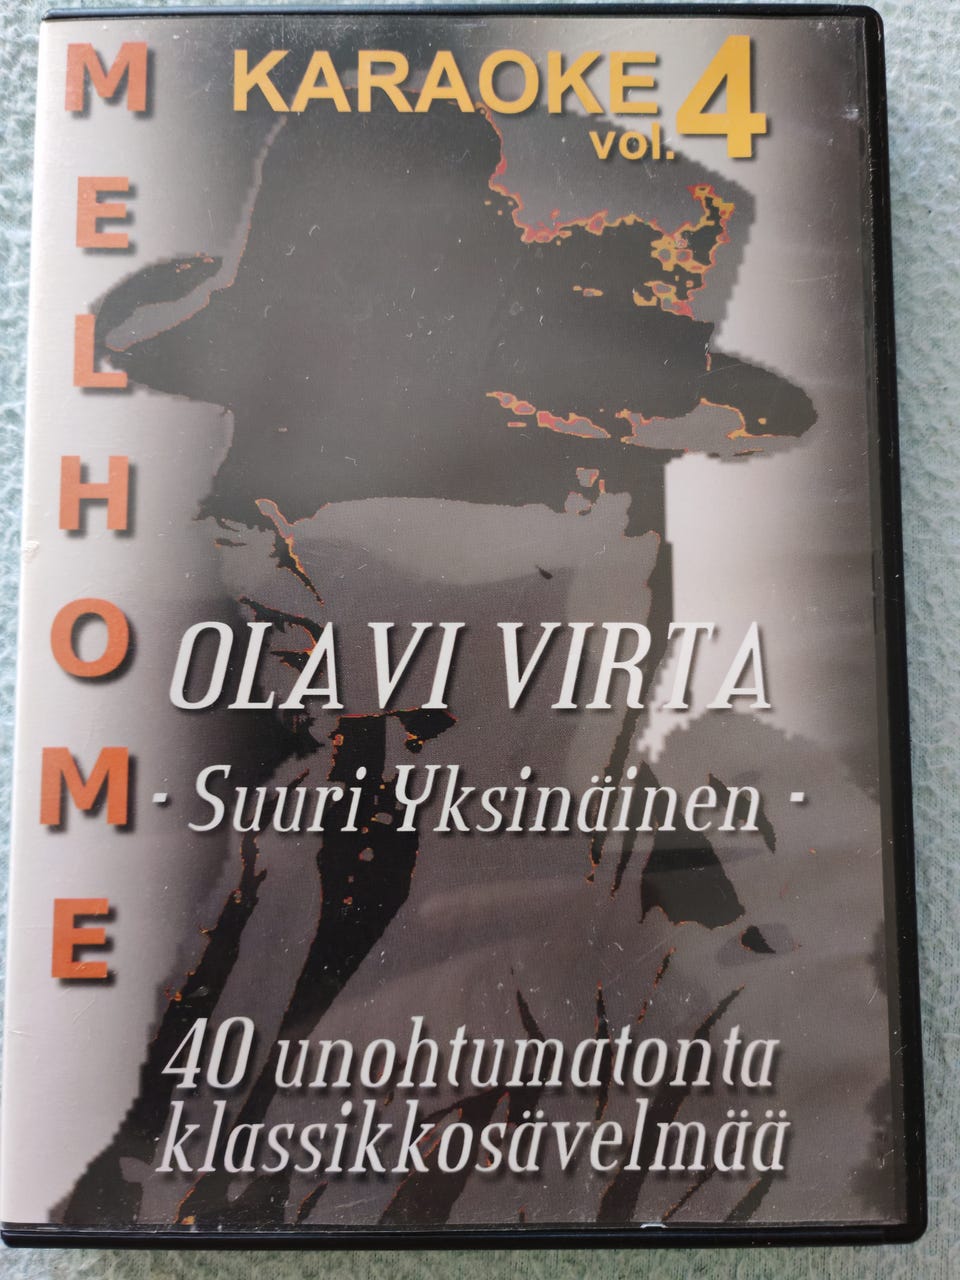 MELHOME
KARAOKE
vol. 4
OLAVI VIRTA
- Suuri Yksinäinen -
40 unohtumatonta
klassikkosävelmää